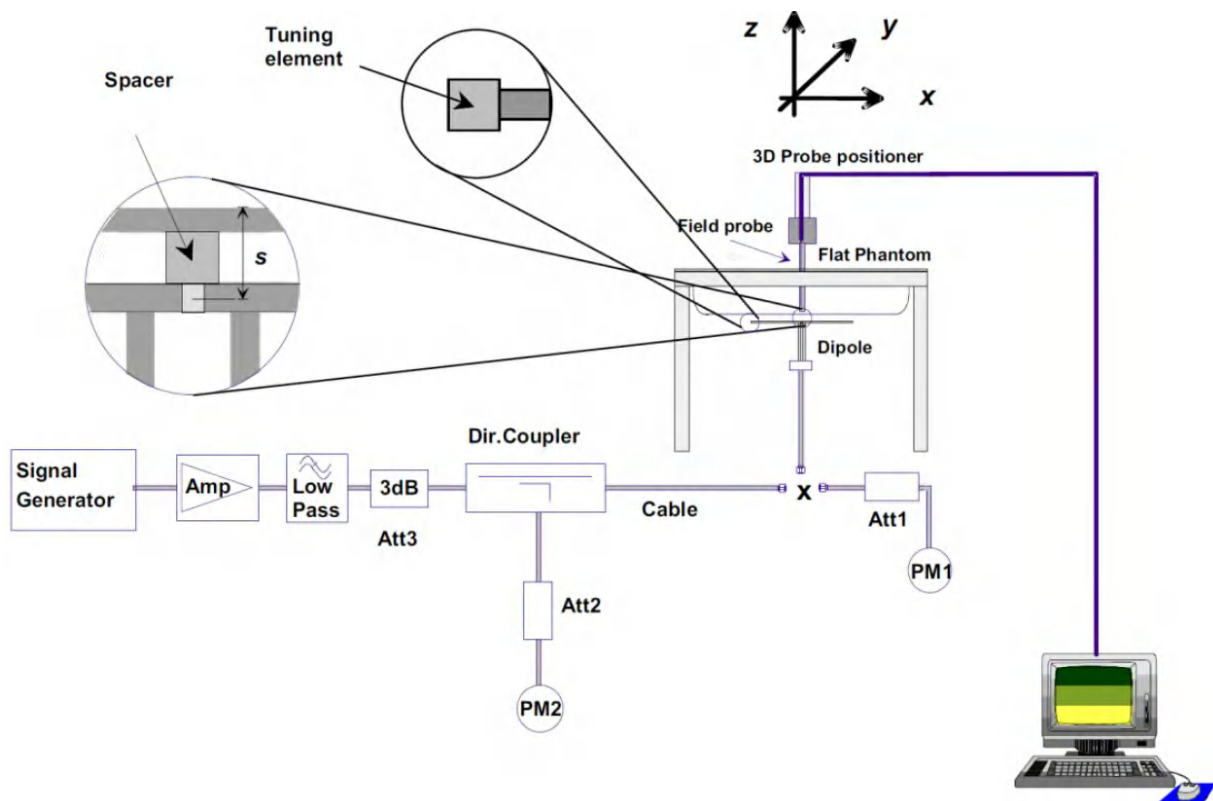 Tuning
element
Spacer
z
y
x
3D Probe positioner
Field probe
Flat Phantom
s
Dipole
Dir.Coupler
Signal
Generator
Amp
Low
Pass
3dB
Att3
Cable
x
Att1
PM1
Att2
PM2